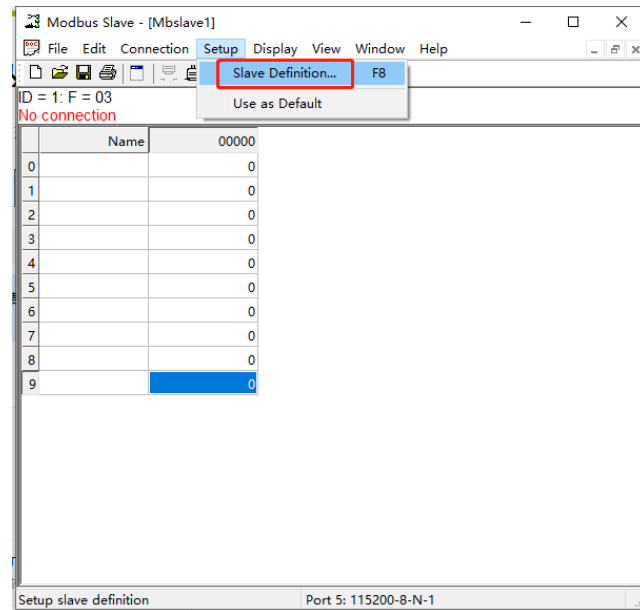 Modbus Slave - [Mbslave1]
File Edit Connection Setup Display View Window Help
Slave Definition... F8
Use as Default
ID = 1: F = 03
No connection
Name 00000
0 0
1 0
2 0
3 0
4 0
5 0
6 0
7 0
8 0
9 0
Setup slave definition Port 5: 115200-8-N-1